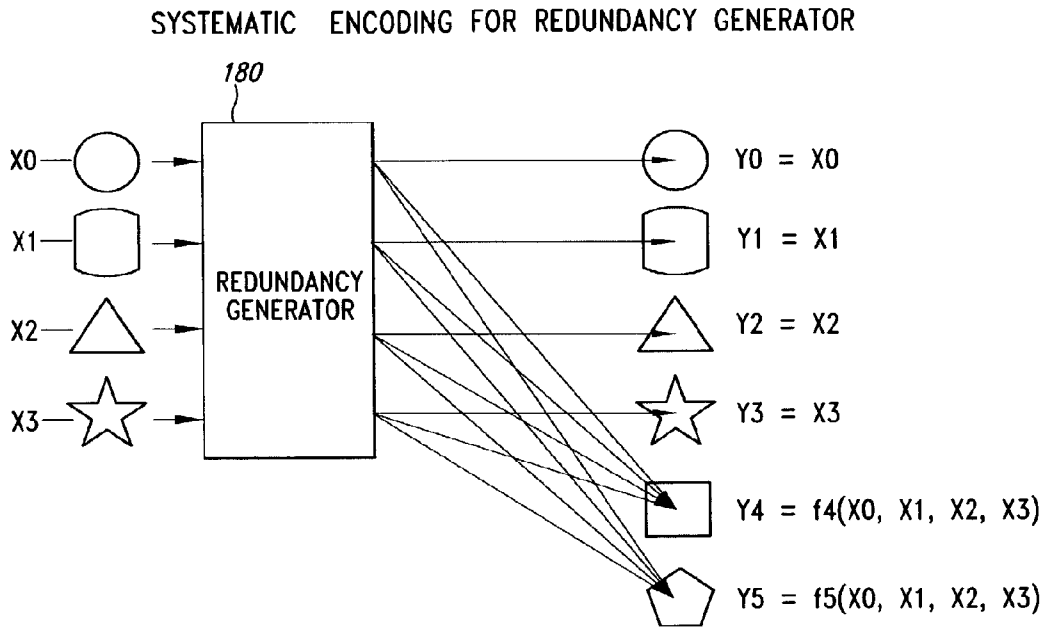 SYSTEMATIC ENCODING FOR REDUNDANCY GENERATOR
180
X0
Y0 = X0
X1
Y1 = X1
REDUNDANCY
GENERATOR
X2
Y2 = X2
X3
Y3 = X3
Y4 = f4(X0, X1, X2, X3)
Y5 = f5(X0, X1, X2, X3)